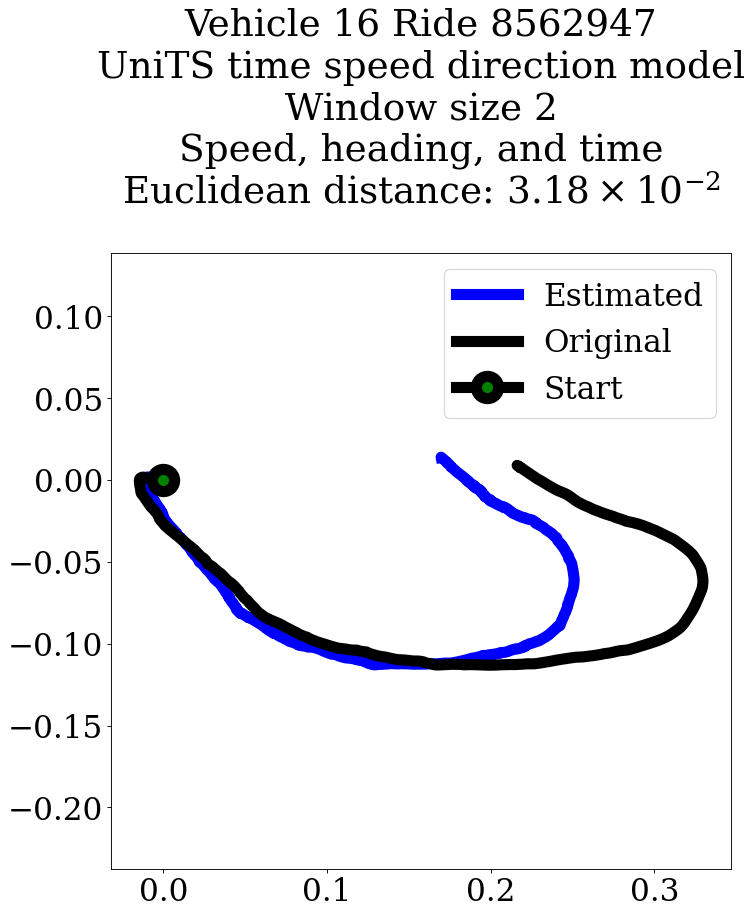 Vehicle 16 Ride 8562947
UniTS time speed direction model
Window size 2
Speed, heading, and time
Euclidean distance: 3.18 × 10⁻²
Estimated
Original
Start
0.10
0.05
0.00
−0.05
−0.10
−0.15
−0.20
0.0 0.1 0.2 0.3